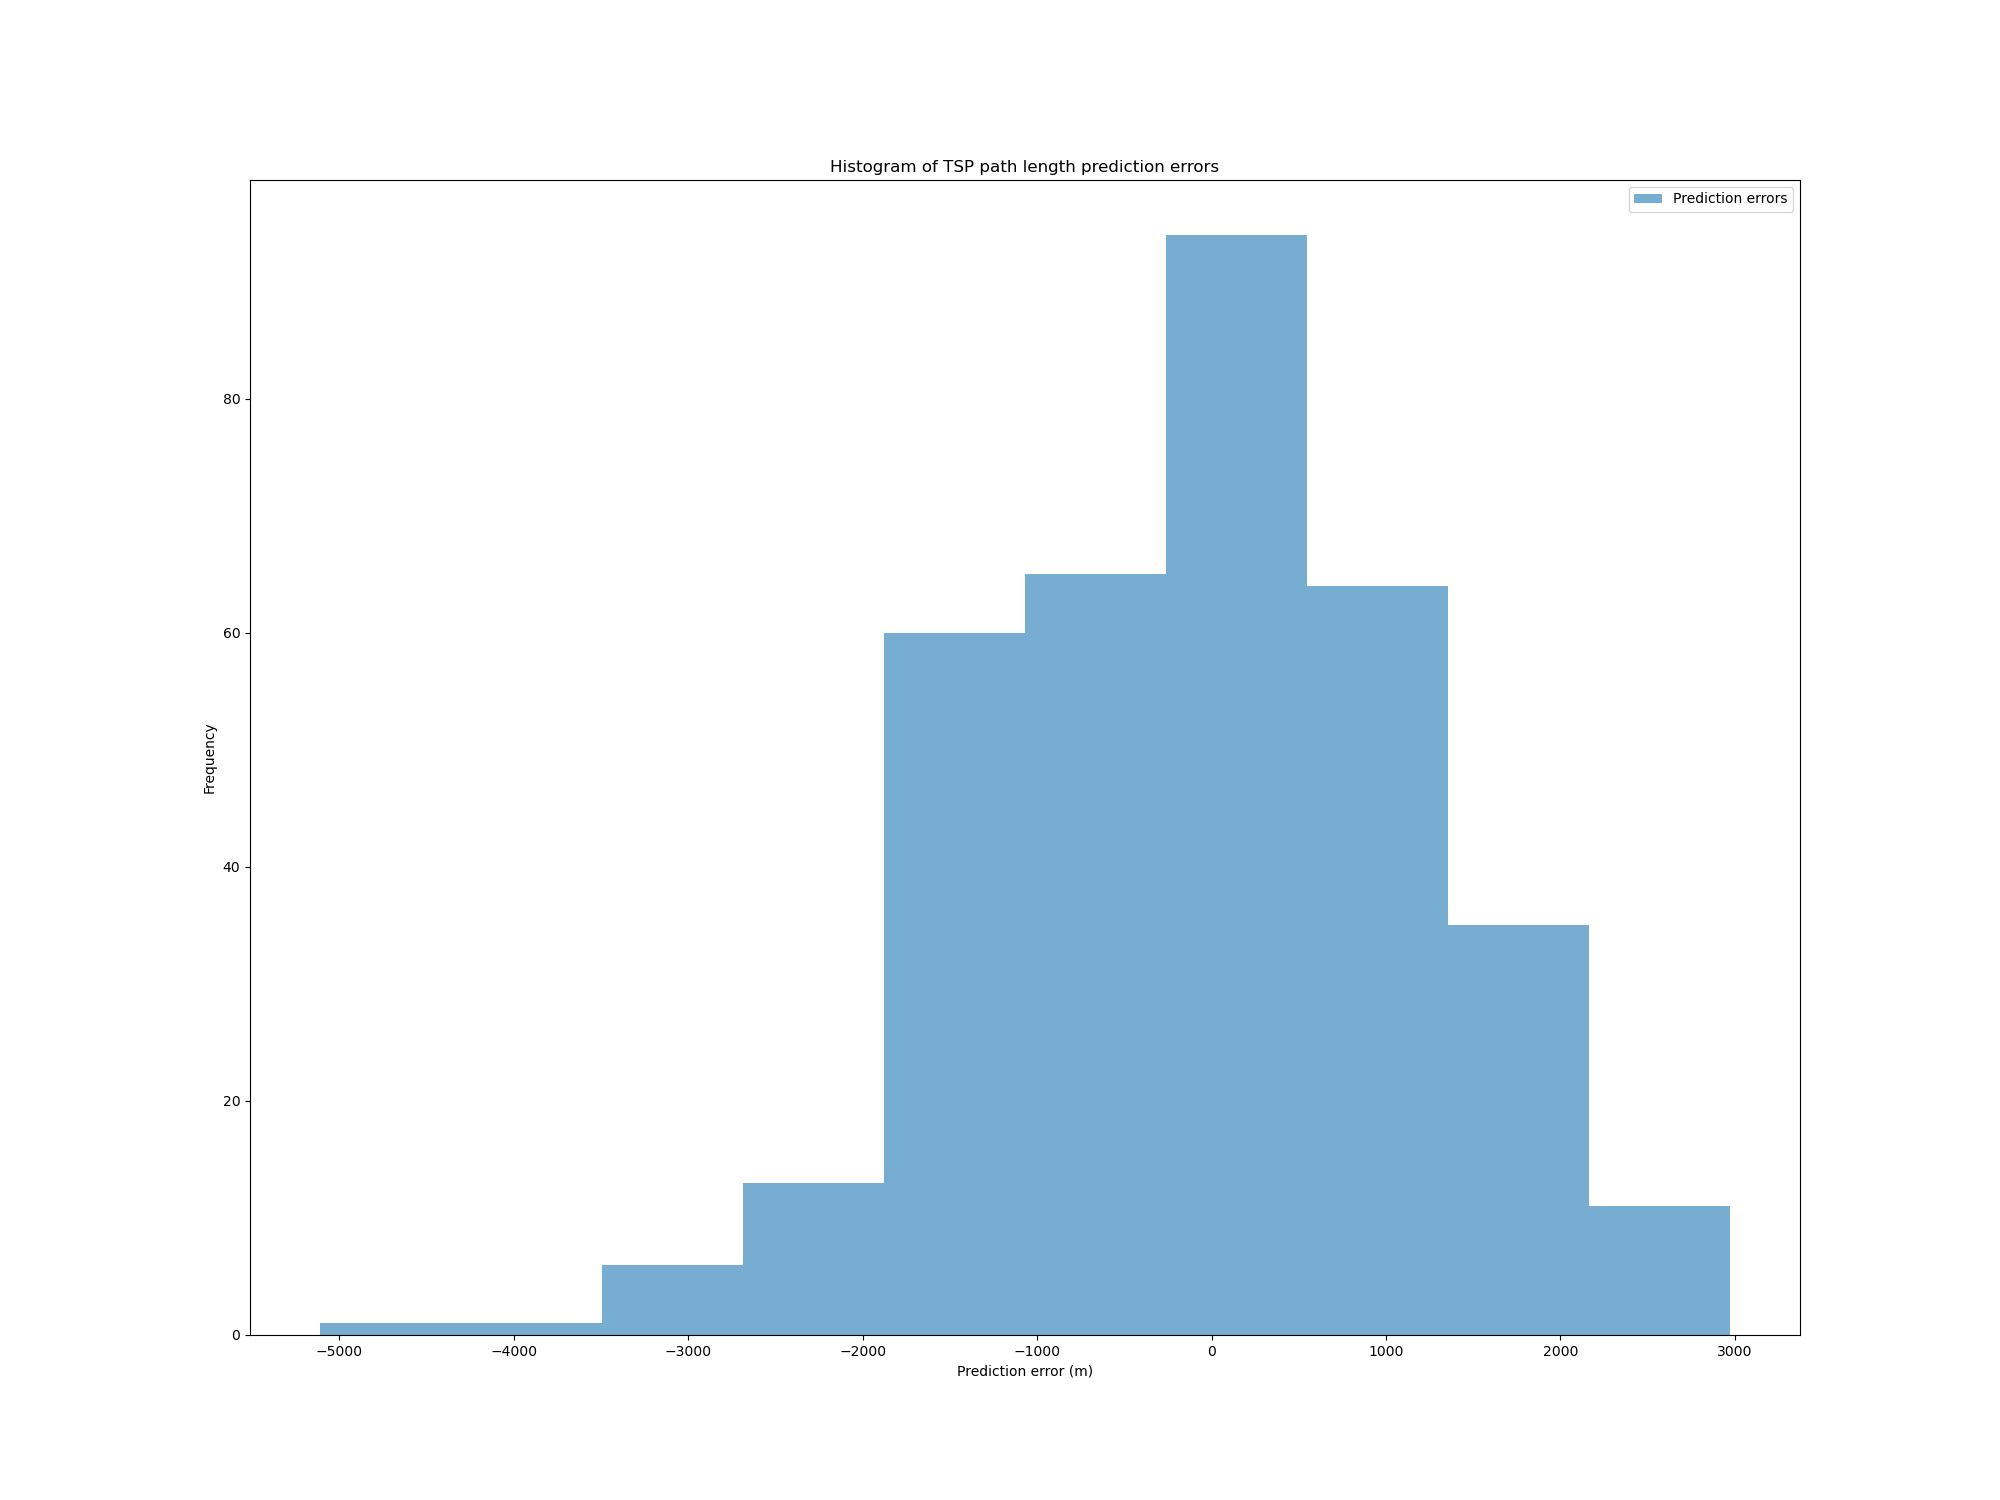 Histogram of TSP path length prediction errors
Prediction errors
80
60
40
20
0
Frequency
−5000 −4000 −3000 −2000 −1000 0 1000 2000 3000
Prediction error (m)